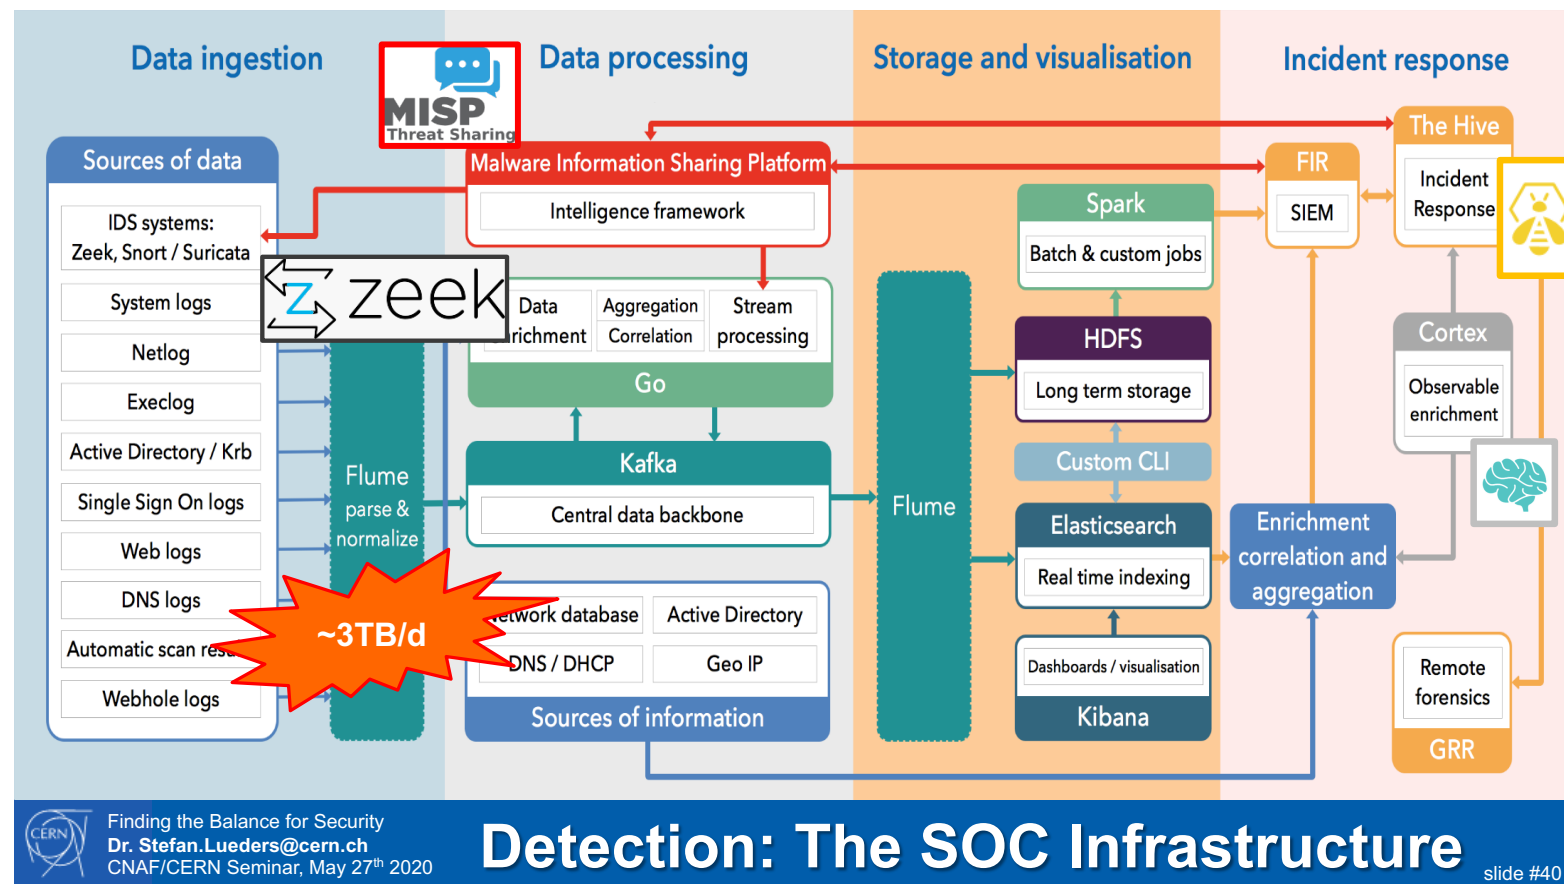 Data ingestion
Data processing
Storage and visualisation
Incident response
MISP
Threat Sharing
Sources of data
IDS systems:
Zeek, Snort / Suricata
System logs
Netlog
Execlog
Active Directory / Krb
Single Sign On logs
Web logs
DNS logs
Automatic scan
Webhole logs
z zeek
Flume
parse &
normalize
~3TB/d
Malware Information Sharing Platform
Intelligence framework
Data
Aggregation
Correlation
Stream
processing
Go
Kafka
Central data backbone
database
Active Directory
DNS / DHCP
Geo IP
Sources of information
Flume
Spark
Batch & custom jobs
HDFS
Long term storage
Custom CLI
Elasticsearch
Real time indexing
Dashboards / visualisation
Kibana
FIR
SIEM
The Hive
Incident
Response
Cortex
Observable
enrichment
Enrichment
correlation and
aggregation
Remote
forensics
GRR
CERN
Finding the Balance for Security
Dr. Stefan.Lueders@cern.ch
CNAF/CERN Seminar, May 27th 2020
Detection: The SOC Infrastructure
slide #40